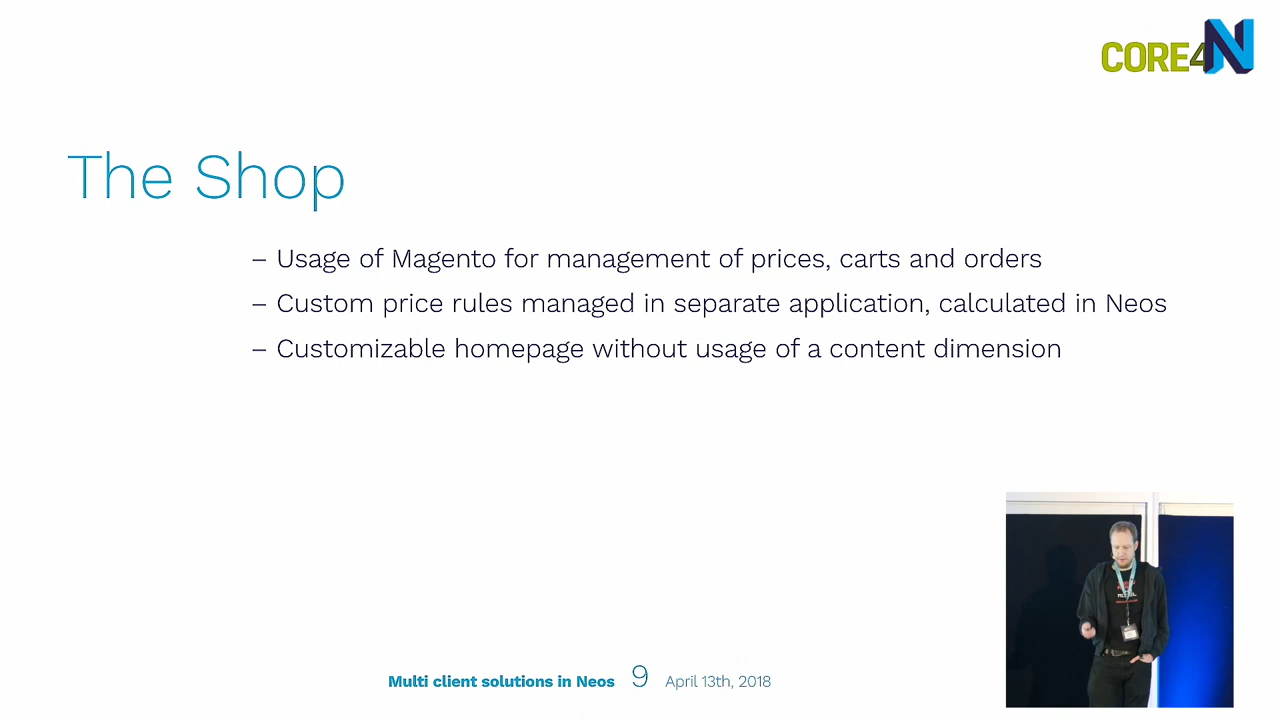 CORE4N
The Shop
– Usage of Magento for management of prices, carts and orders
– Custom price rules managed in separate application, calculated in Neos
– Customizable homepage without usage of a content dimension
Multi client solutions in Neos 9 April 13th, 2018